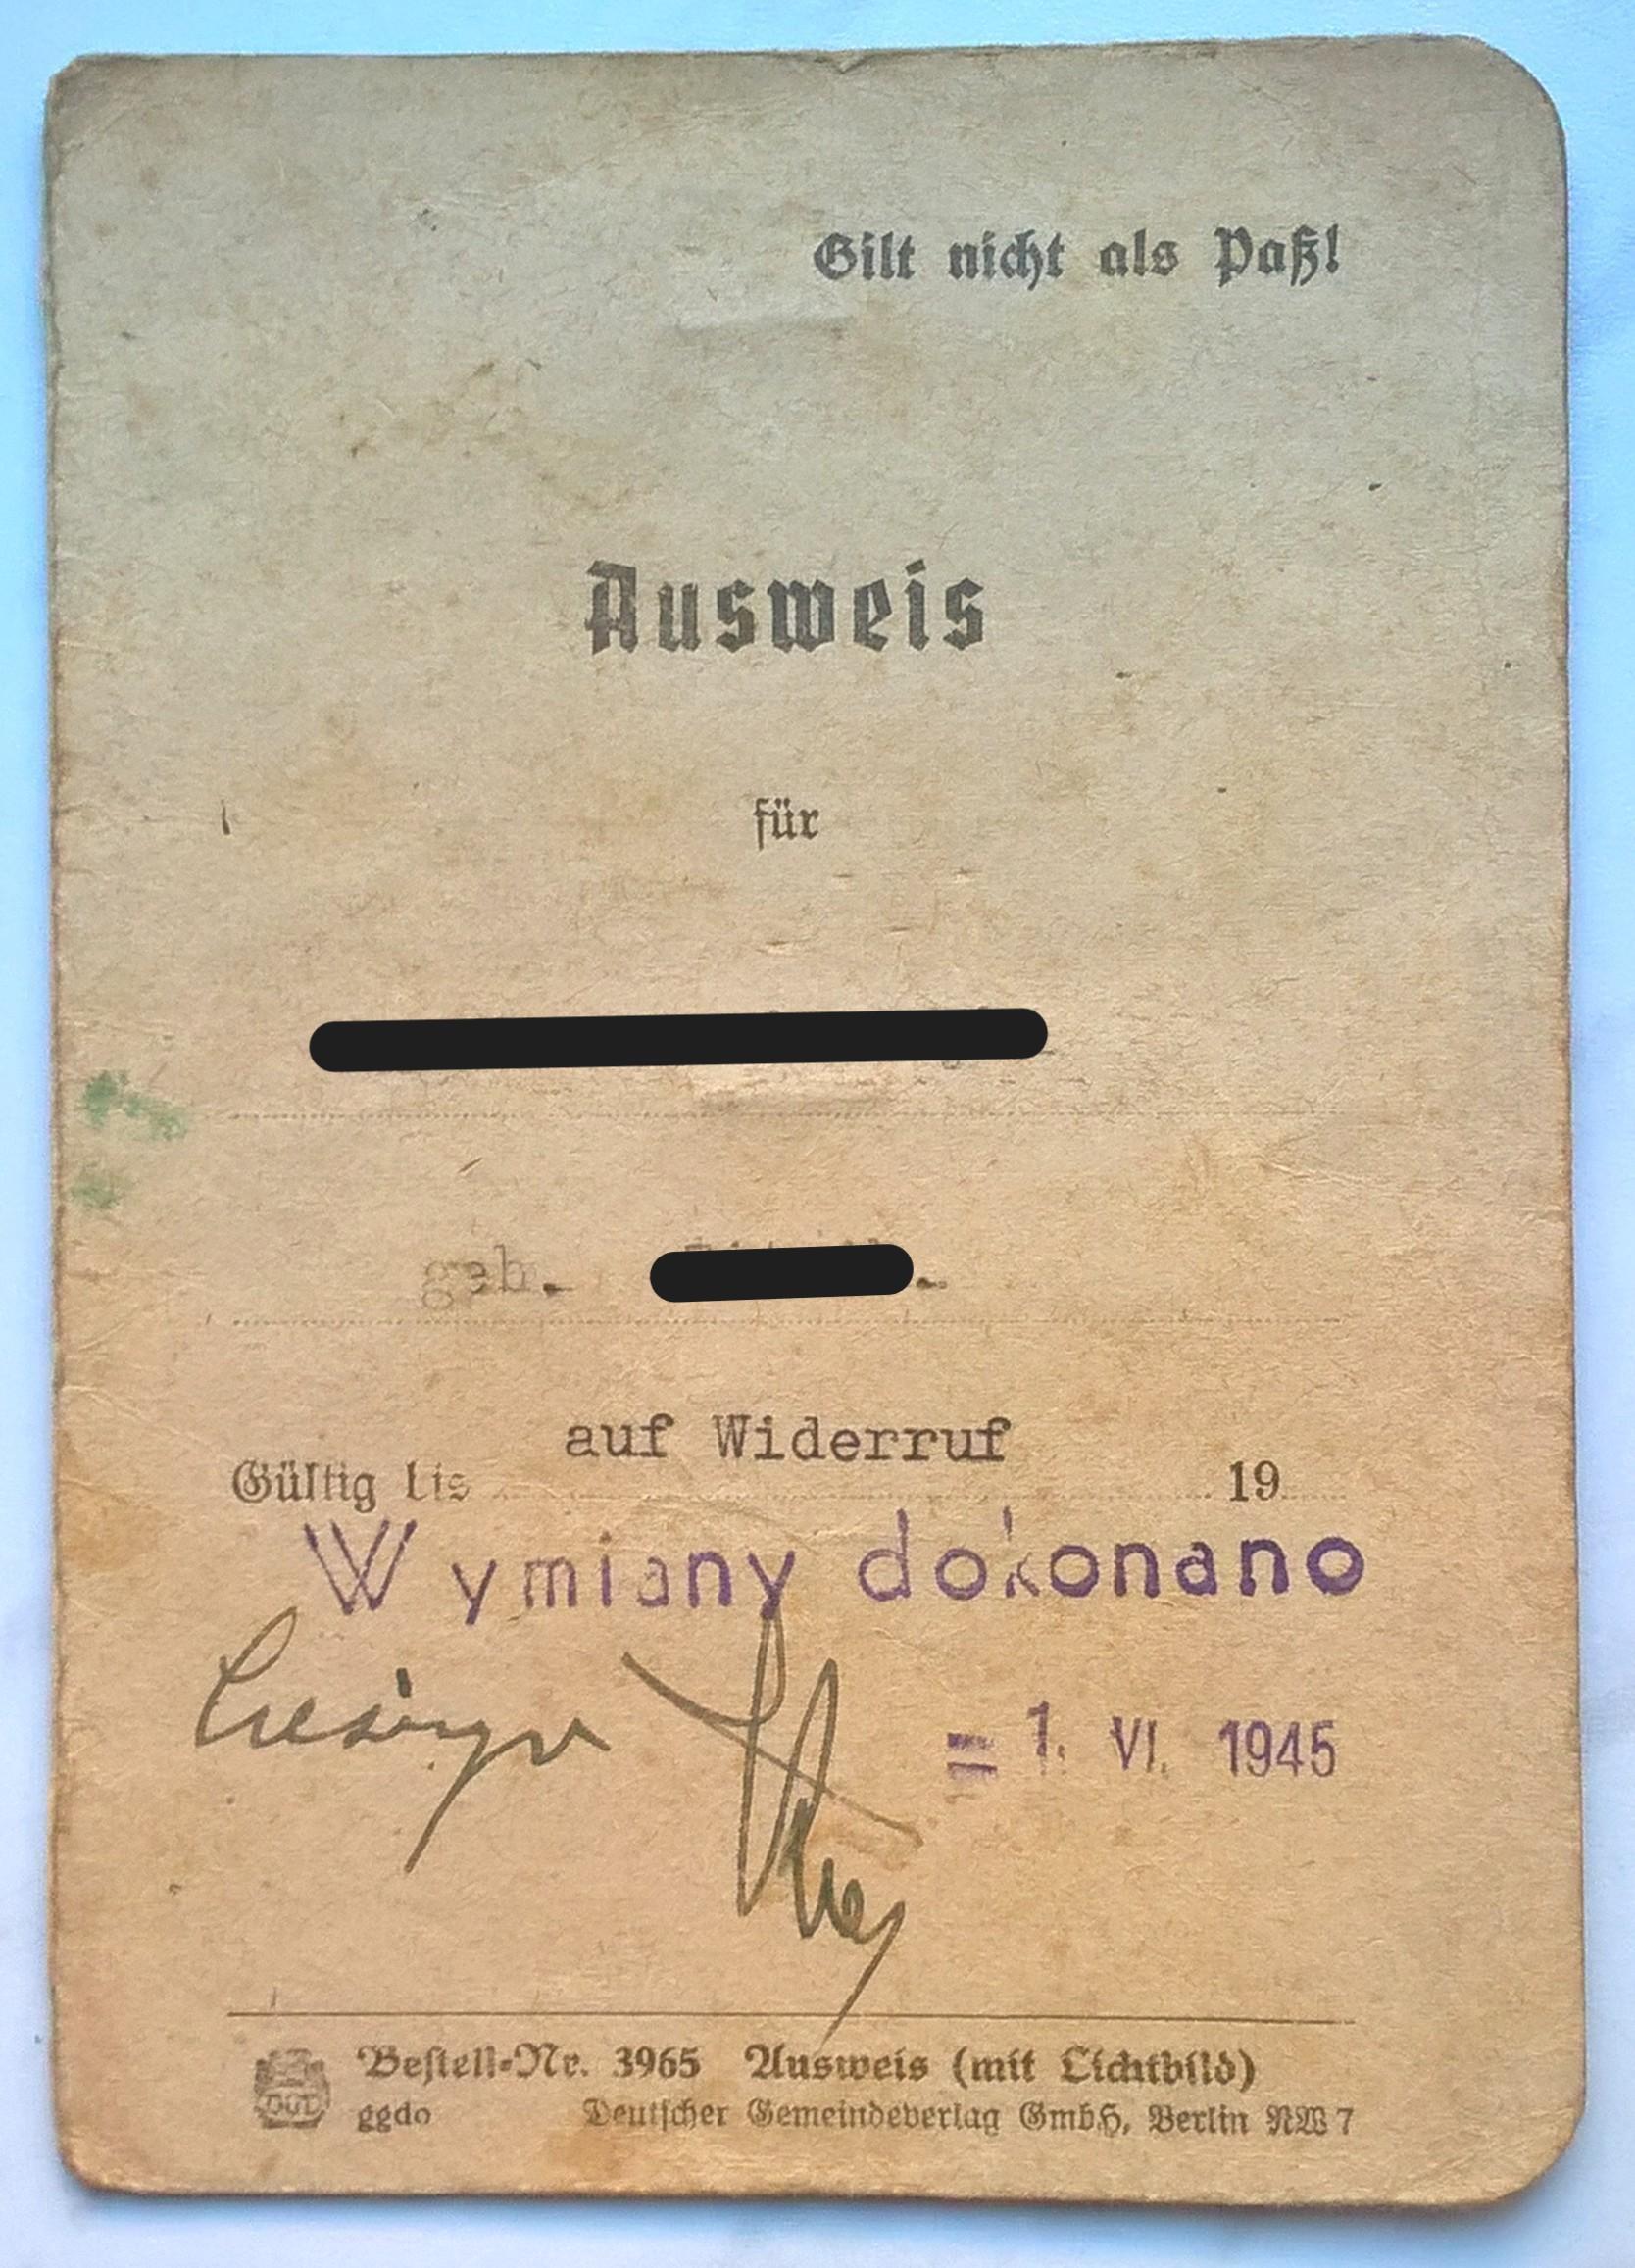 Gilt nicht als Paß!
Ausweis
für
geb.
auf Widerruf
Gültig bis 19
Wymiany dokonano
= 1. VI. 1945
Bestell-Nr. 3965 Ausweis (mit Lichtbild)
ggdo Deutscher Gemeindeverlag GmbH, Berlin NW 7